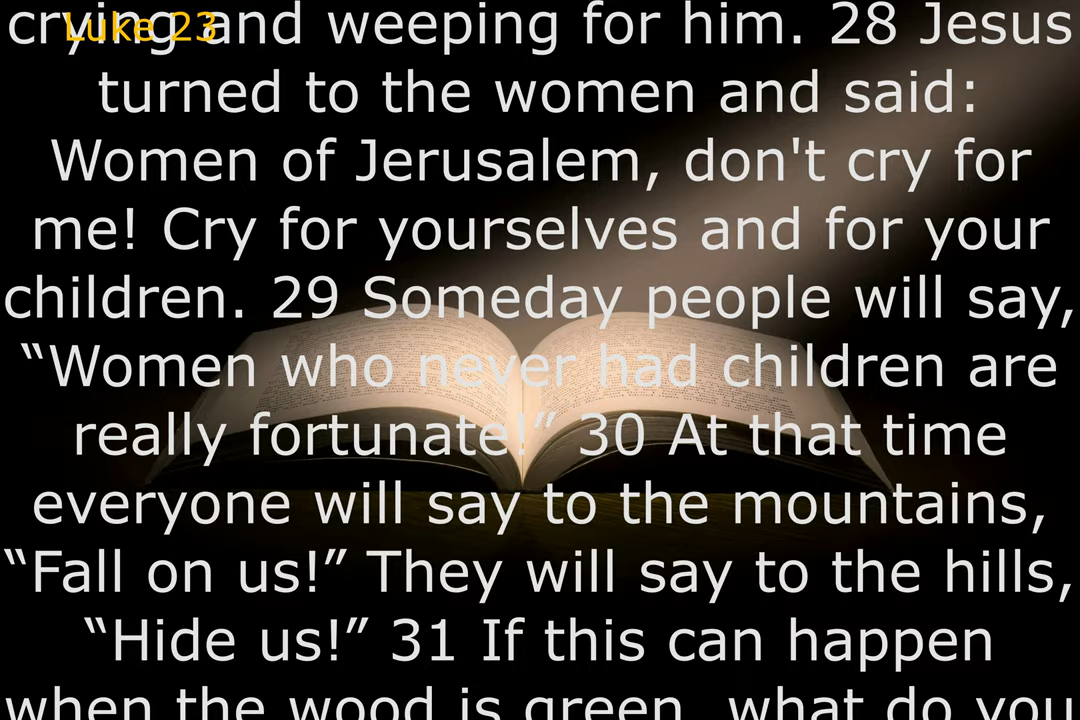 Luke 23
crying and weeping for him. 28 Jesus
turned to the women and said:
Women of Jerusalem, don't cry for
me! Cry for yourselves and for your
children. 29 Someday people will say,
“Women who never had children are
really fortunate!” 30 At that time
everyone will say to the mountains,
“Fall on us!” They will say to the hills,
“Hide us!” 31 If this can happen
when the wood is green, what do you